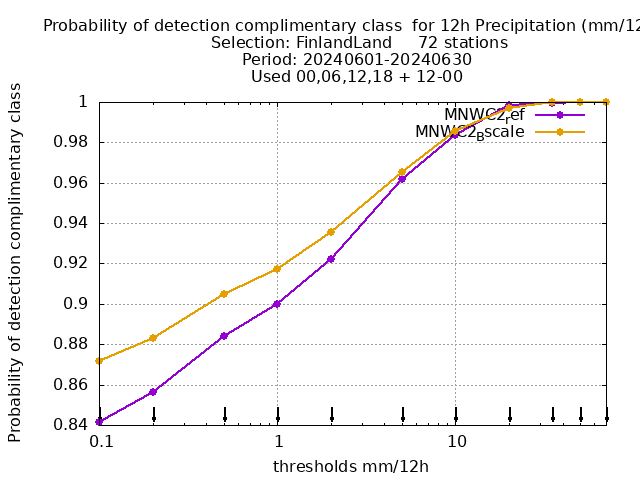 Probability of detection complimentary class  for 12h Precipitation (mm/12
Selection: FinlandLand     72 stations
Period: 20240601-20240630
Used 00,06,12,18 + 12-00
Probability of detection complimentary class
1
0.98
0.96
0.94
0.92
0.9
0.88
0.86
0.84
MNWC2ref
MNWC2Bscale
0.1
1
10
thresholds mm/12h